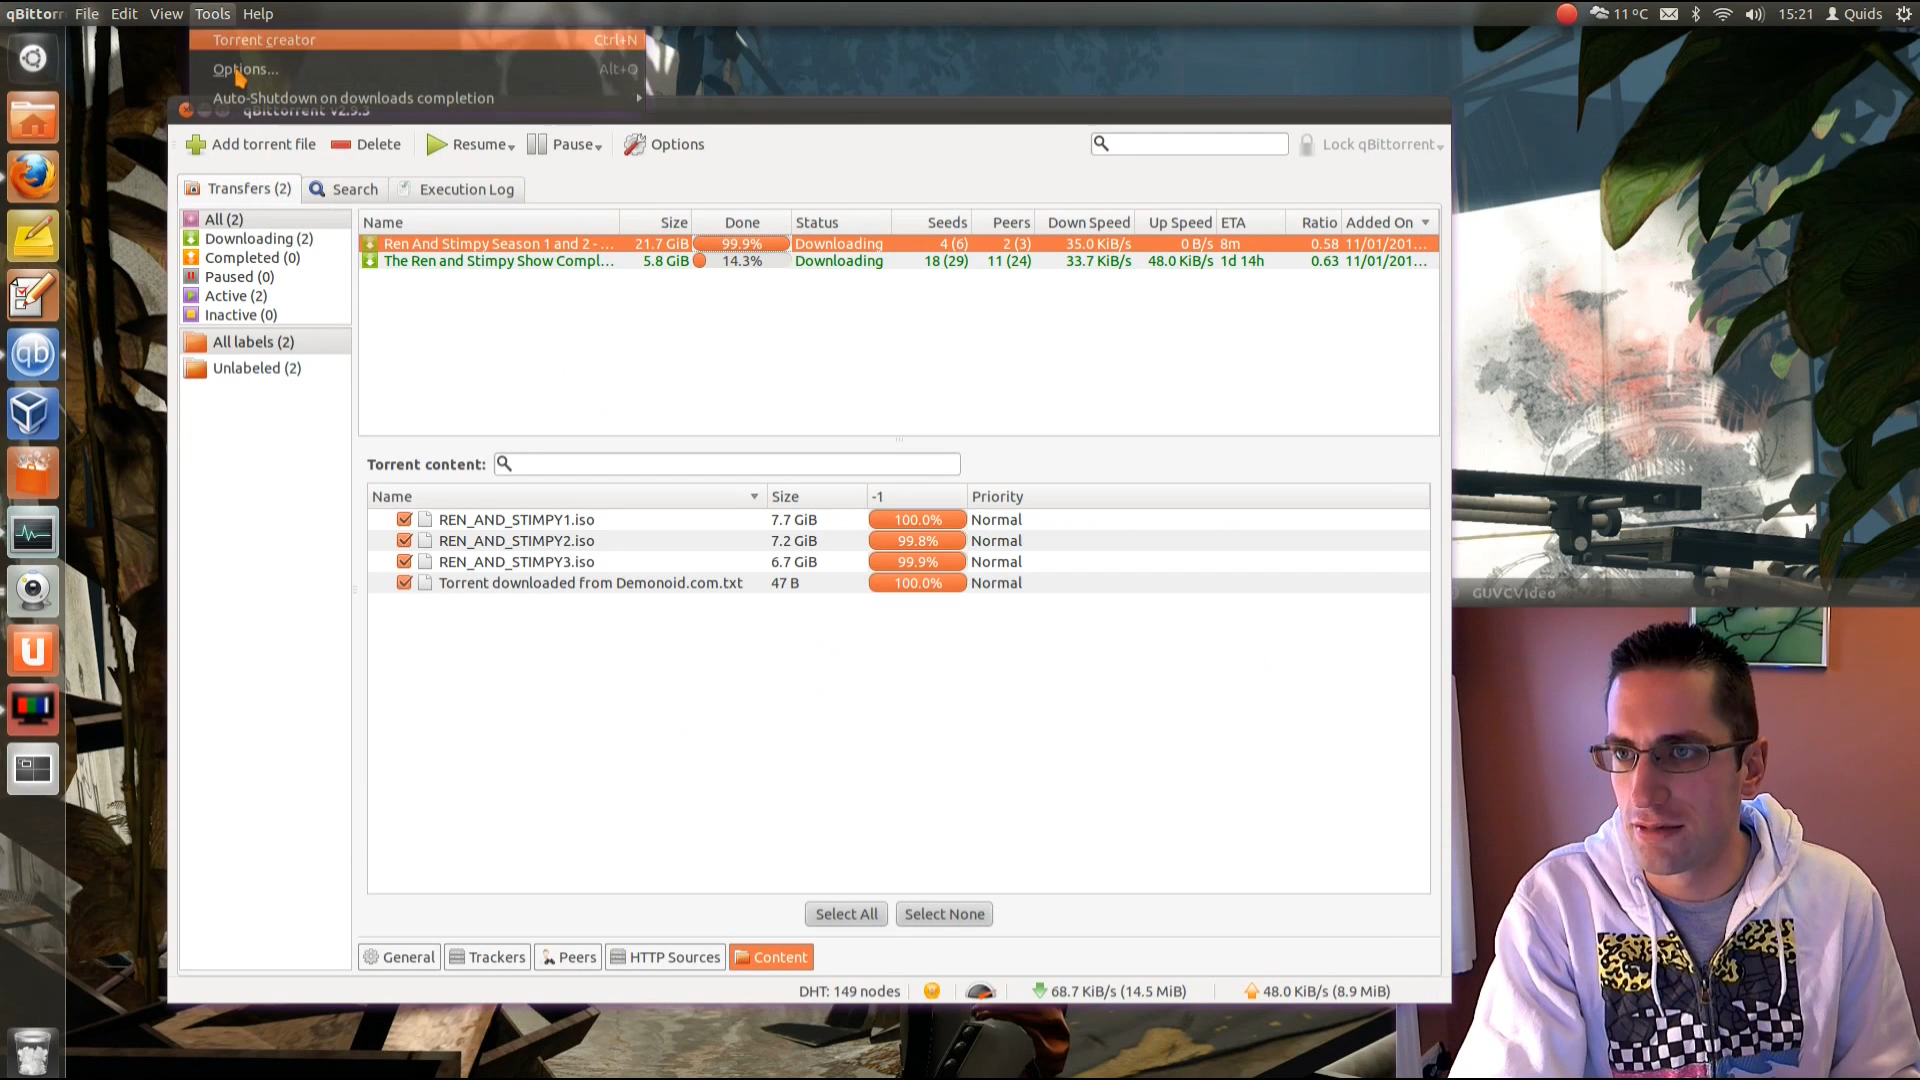 qBittorr File Edit View Tools Help
11 °C 15:21 Quids
Torrent creator Ctrl+N
Options... Alt+O
Auto-Shutdown on downloads completion
qBittorrent v2.9.3
Add torrent file Delete Resume Pause Options Lock qBittorrent
Transfers (2) Search Execution Log
All (2)
Downloading (2)
Completed (0)
Paused (0)
Active (2)
Inactive (0)
All labels (2)
Unlabeled (2)
Name Size Done Status Seeds Peers Down Speed Up Speed ETA Ratio Added On
Ren And Stimpy Season 1 and 2 -... 21.7 GiB 99.9% Downloading 4 (6) 2 (3) 35.0 KiB/s 0 B/s 8m 0.58 11/01/201...
The Ren and Stimpy Show Compl... 5.8 GiB 14.3% Downloading 18 (29) 11 (24) 33.7 KiB/s 48.0 KiB/s 1d 14h 0.63 11/01/201...
Torrent content:
Name Size -1 Priority
REN_AND_STIMPY1.iso 7.7 GiB 100.0% Normal
REN_AND_STIMPY2.iso 7.2 GiB 99.8% Normal
REN_AND_STIMPY3.iso 6.7 GiB 99.9% Normal
Torrent downloaded from Demonoid.com.txt 47 B 100.0% Normal
Select All Select None
General Trackers Peers HTTP Sources Content
DHT: 149 nodes 68.7 KiB/s (14.5 MiB) 48.0 KiB/s (8.9 MiB)
GUVCVideo
qb
U